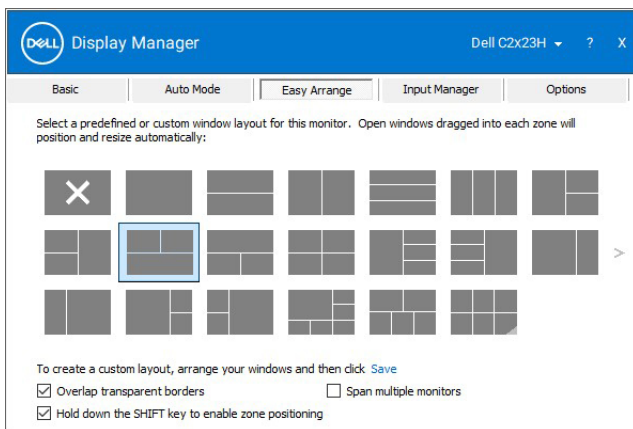 DELL Display Manager Dell C2x23H ? X
Basic Auto Mode Easy Arrange Input Manager Options
Select a predefined or custom window layout for this monitor. Open windows dragged into each zone will
position and resize automatically:
>
To create a custom layout, arrange your windows and then click Save
Overlap transparent borders Span multiple monitors
Hold down the SHIFT key to enable zone positioning